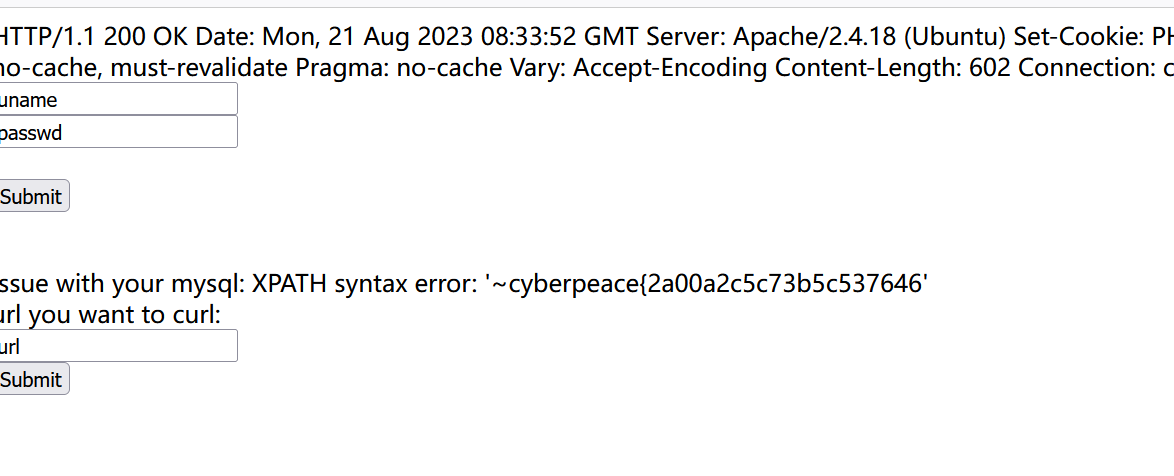 HTTP/1.1 200 OK Date: Mon, 21 Aug 2023 08:33:52 GMT Server: Apache/2.4.18 (Ubuntu) Set-Cookie: PH
no-cache, must-revalidate Pragma: no-cache Vary: Accept-Encoding Content-Length: 602 Connection: c
uname
passwd
Submit
ssue with your mysql: XPATH syntax error: '~cyberpeace{2a00a2c5c73b5c537646'
url you want to curl:
url
Submit